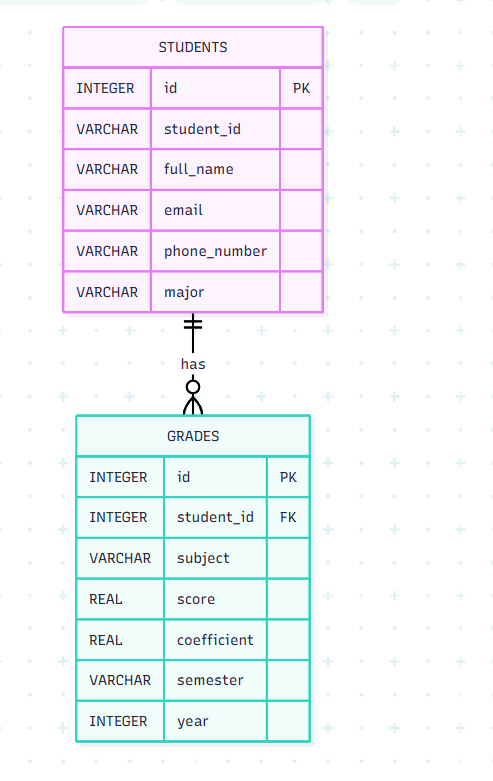 STUDENTS
INTEGER id PK
VARCHAR student_id
VARCHAR full_name
VARCHAR email
VARCHAR phone_number
VARCHAR major
has
GRADES
INTEGER id PK
INTEGER student_id FK
VARCHAR subject
REAL score
REAL coefficient
VARCHAR semester
INTEGER year